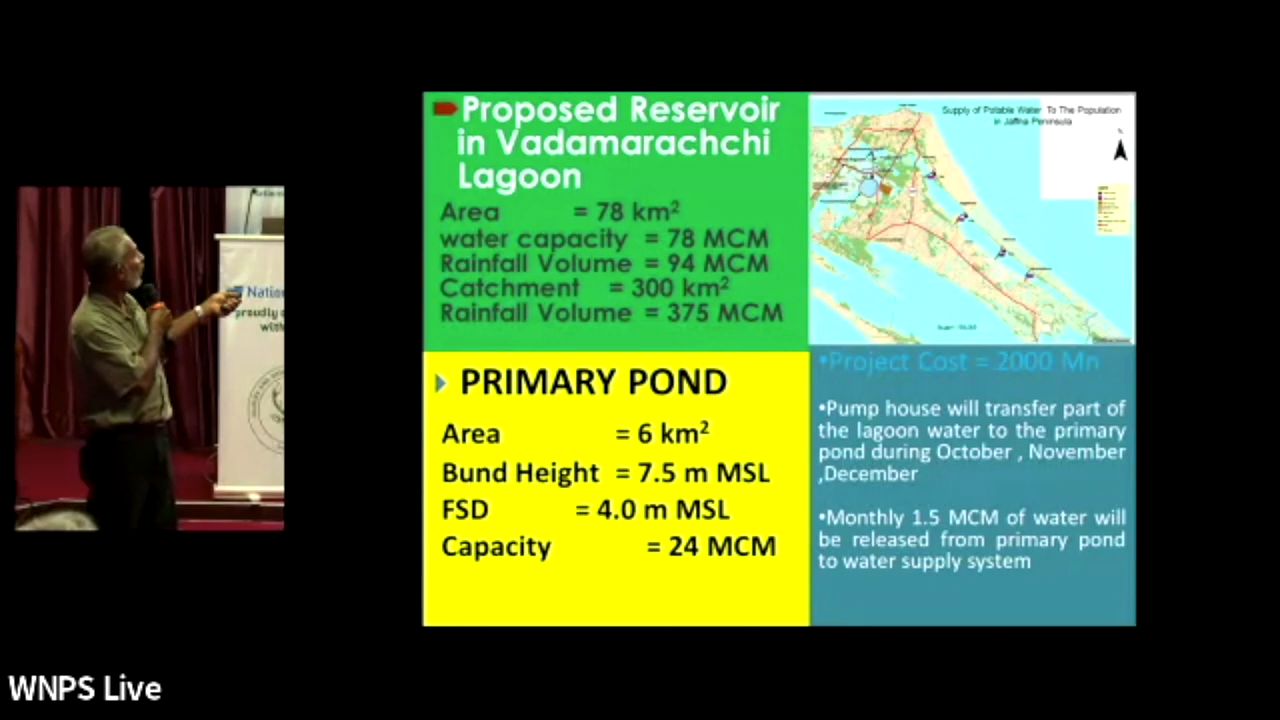 Proposed Reservoir
in Vadamarachchi
Lagoon
Area = 78 km²
water capacity = 78 MCM
Rainfall Volume = 94 MCM
Catchment = 300 km²
Rainfall Volume = 375 MCM
Supply of Potable Water To The Population
in Jaffna Peninsula
PRIMARY POND
Area = 6 km²
Bund Height = 7.5 m MSL
FSD = 4.0 m MSL
Capacity = 24 MCM
•Project Cost = 2000 Mn
•Pump house will transfer part of
the lagoon water to the primary
pond during October , November
,December
•Monthly 1.5 MCM of water will
be released from primary pond
to water supply system
Natio
proudly
with
WNPS Live